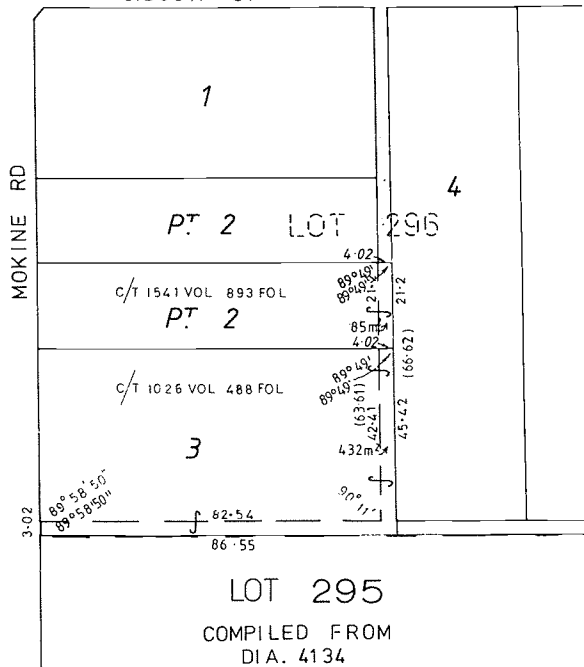 1
MOKINE RD
4
PT 2 LOT 296
4·02
89°49'
89°49'
C/T 1541 VOL 893 FOL
21·2
PT 2
85m²
4·02
(66·62)
89°49'
89°49'
C/T 1026 VOL 488 FOL
(63·61)
42·41
45·42
3
432m²
89°58'50"
89°58'50"
90°11'
3·02
82·54
86·55
LOT 295
COMPILED FROM
DIA. 4134